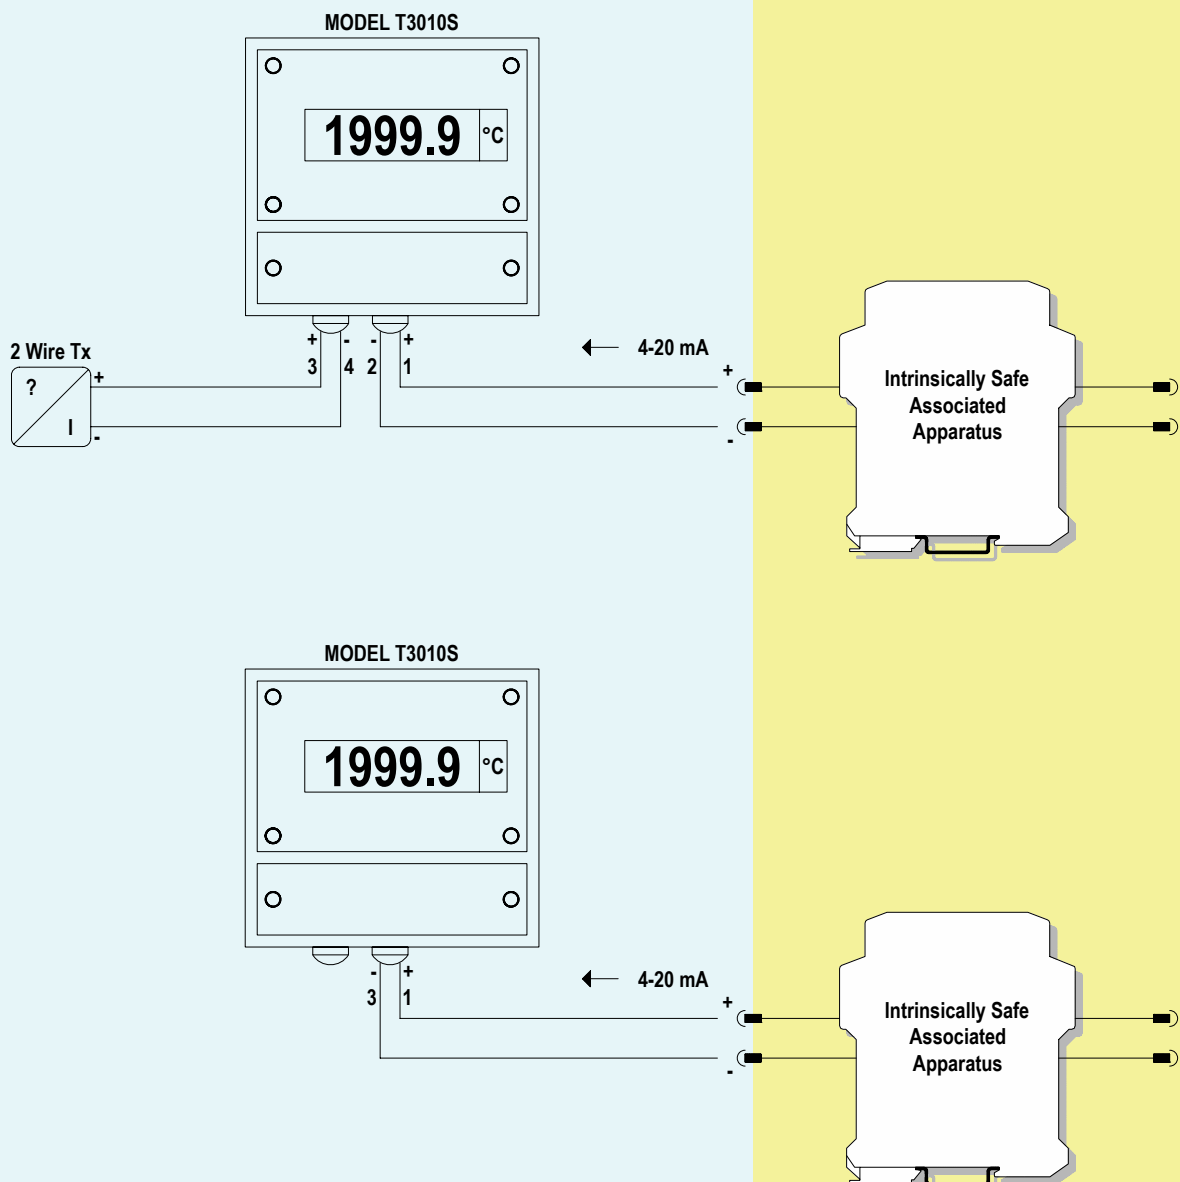 MODEL T3010S
1999.9 °C
+ - - +
3 4 2 1
4-20 mA
2 Wire Tx
? +
I -
+
-
Intrinsically Safe
Associated
Apparatus
MODEL T3010S
1999.9 °C
- +
3 1
4-20 mA
+
-
Intrinsically Safe
Associated
Apparatus